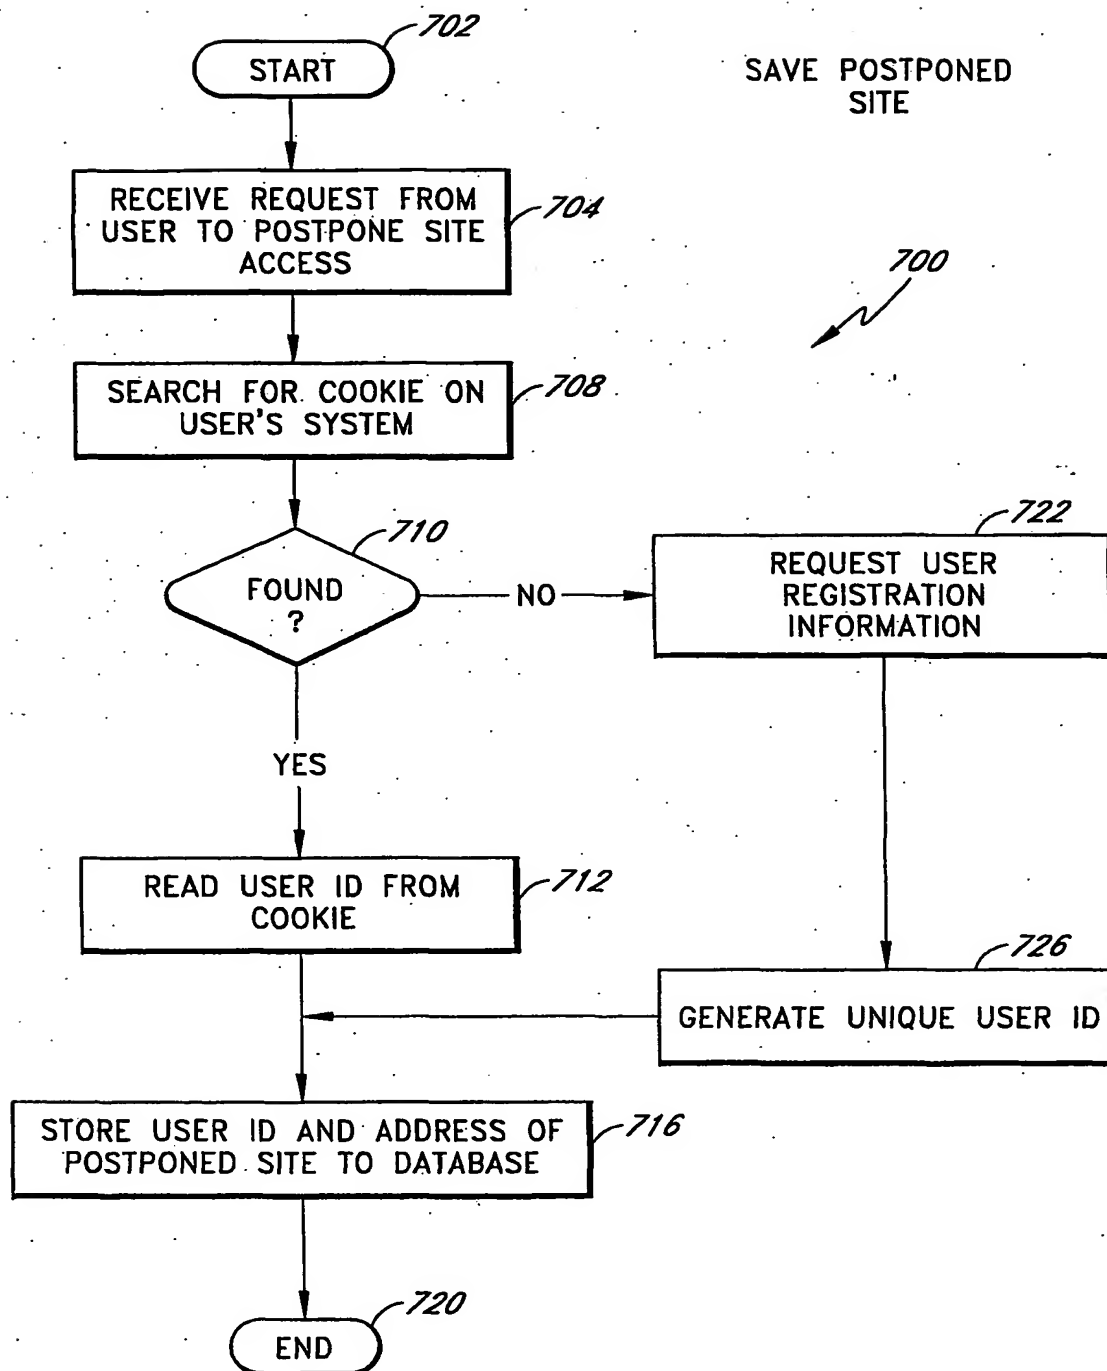 702
START
SAVE POSTPONED
SITE
RECEIVE REQUEST FROM
USER TO POSTPONE SITE
ACCESS
704
700
SEARCH FOR COOKIE ON
USER'S SYSTEM
708
710
FOUND
?
NO
722
REQUEST USER
REGISTRATION
INFORMATION
YES
READ USER ID FROM
COOKIE
712
726
GENERATE UNIQUE USER ID
STORE USER ID AND ADDRESS OF
POSTPONED SITE TO DATABASE
716
720
END